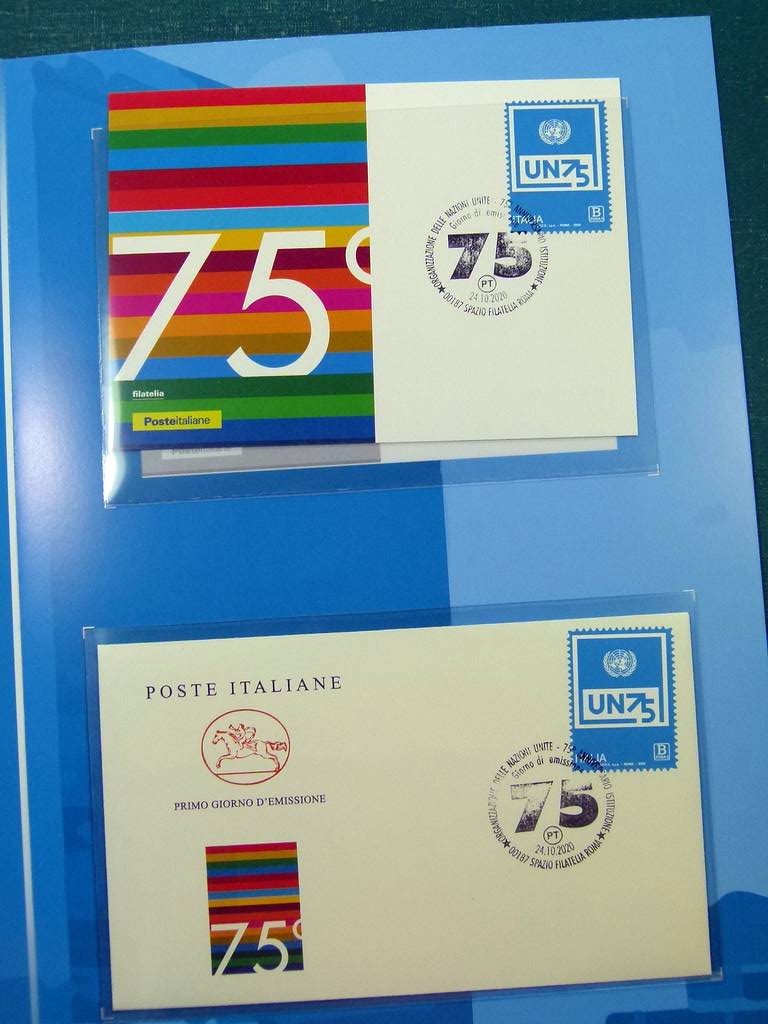 UN75
ITALIA
B
ORGANIZZAZIONE DELLE NAZIONI UNITE - 75° ANNIVERSARIO ISTITUZIONE
Giorno di emissione
75
PT
24.10.2020
★ 00187 SPAZIO FILATELIA ROMA ★
75°
filatelia
Posteitaliane
Posteitaliane
POSTE ITALIANE
PRIMO GIORNO D'EMISSIONE
75°
UN75
ITALIA
B
ORGANIZZAZIONE DELLE NAZIONI UNITE - 75° ANNIVERSARIO ISTITUZIONE
Giorno di emissione
75
PT
24.10.2020
★ 00187 SPAZIO FILATELIA ROMA ★